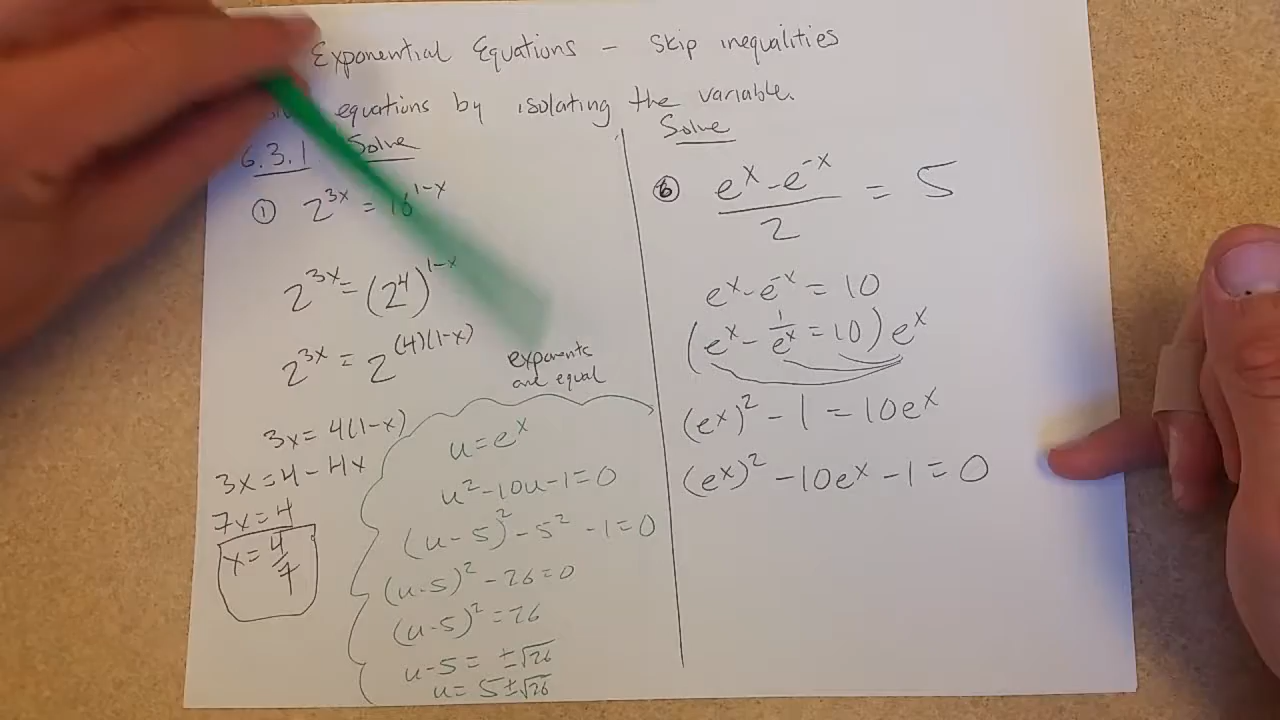 Exponential Equations - Skip inequalities
equations by isolating the variable.
6.3.1 Solve
① 2^{3x} = 16^{1-x}
2^{3x} = (2^4)^{1-x}
2^{3x} = 2^{(4)(1-x)}
exponents
are equal
3x = 4(1-x)
3x = 4 - 4x
7x = 4
x = 4/7
u = e^x
u^2 - 10u - 1 = 0
(u - 5)^2 - 5^2 - 1 = 0
(u - 5)^2 - 26 = 0
(u - 5)^2 = 26
u - 5 = ±√26
u = 5 ± √26
Solve
⑥ (e^x - e^{-x})/2 = 5
e^x - e^{-x} = 10
(e^x - 1/e^x = 10) e^x
(e^x)^2 - 1 = 10e^x
(e^x)^2 - 10e^x - 1 = 0